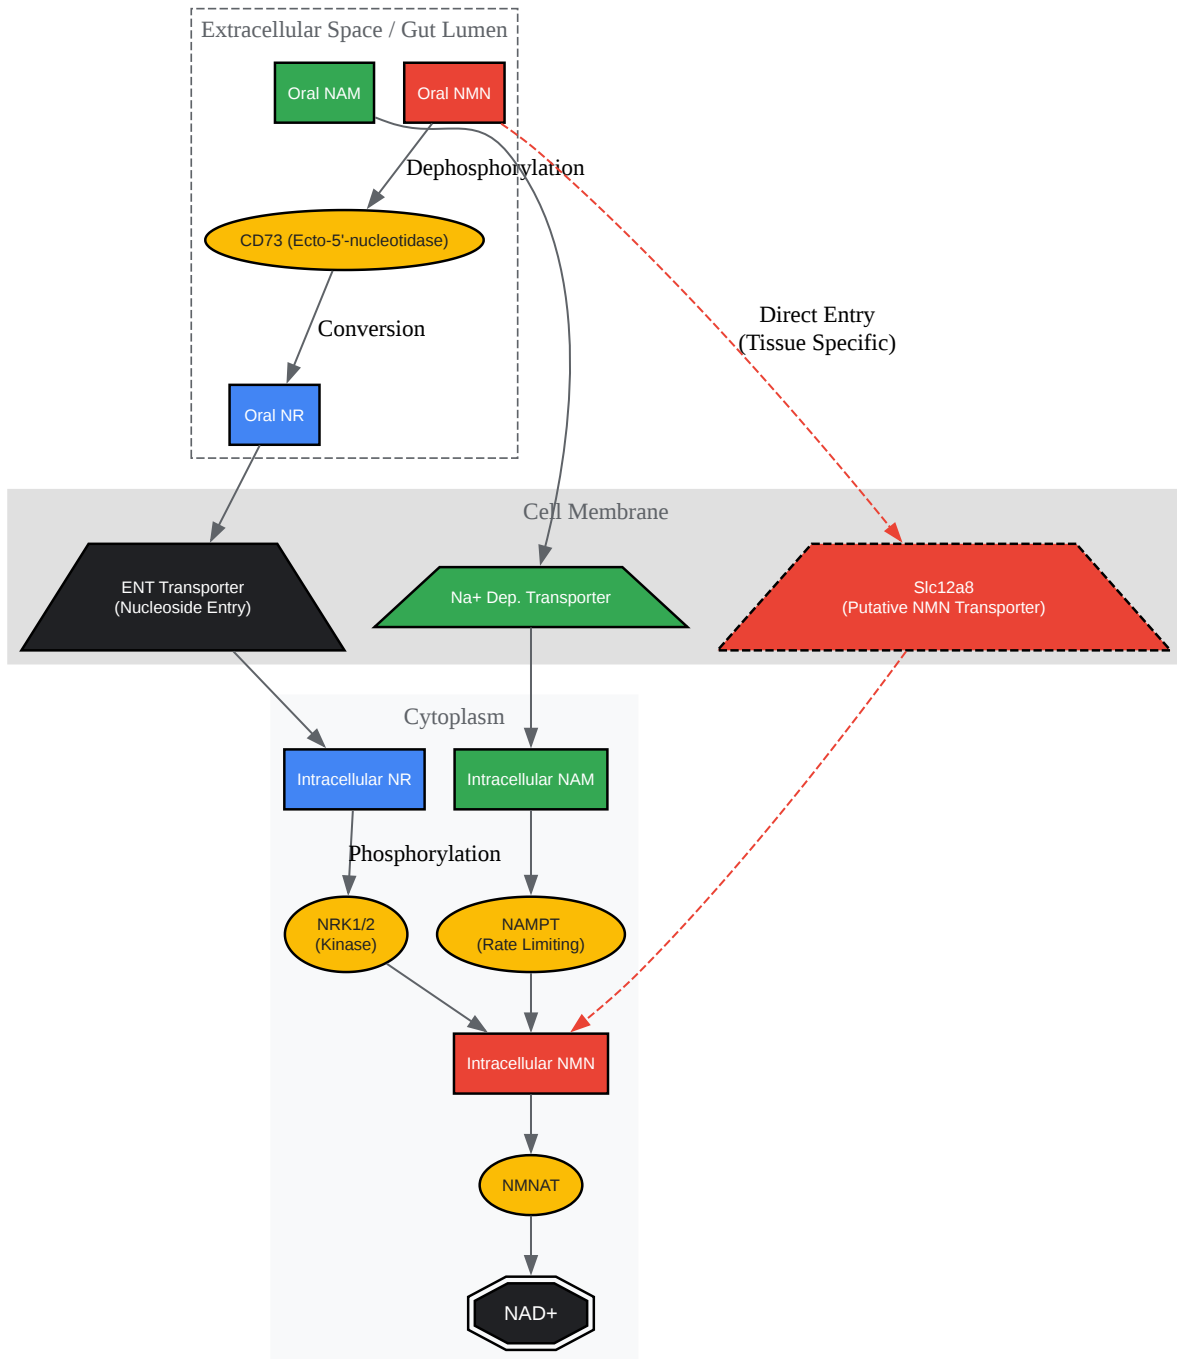 Extracellular Space / Gut Lumen
Oral NAM
Oral NMN
Dephosphorylation
CD73 (Ecto-5'-nucleotidase)
Conversion
Direct Entry
(Tissue Specific)
Oral NR
Cell Membrane
ENT Transporter
(Nucleoside Entry)
Na+ Dep. Transporter
Slc12a8
(Putative NMN Transporter)
Cytoplasm
Intracellular NR
Intracellular NAM
Phosphorylation
NRK1/2
(Kinase)
NAMPT
(Rate Limiting)
Intracellular NMN
NMNAT
NAD+